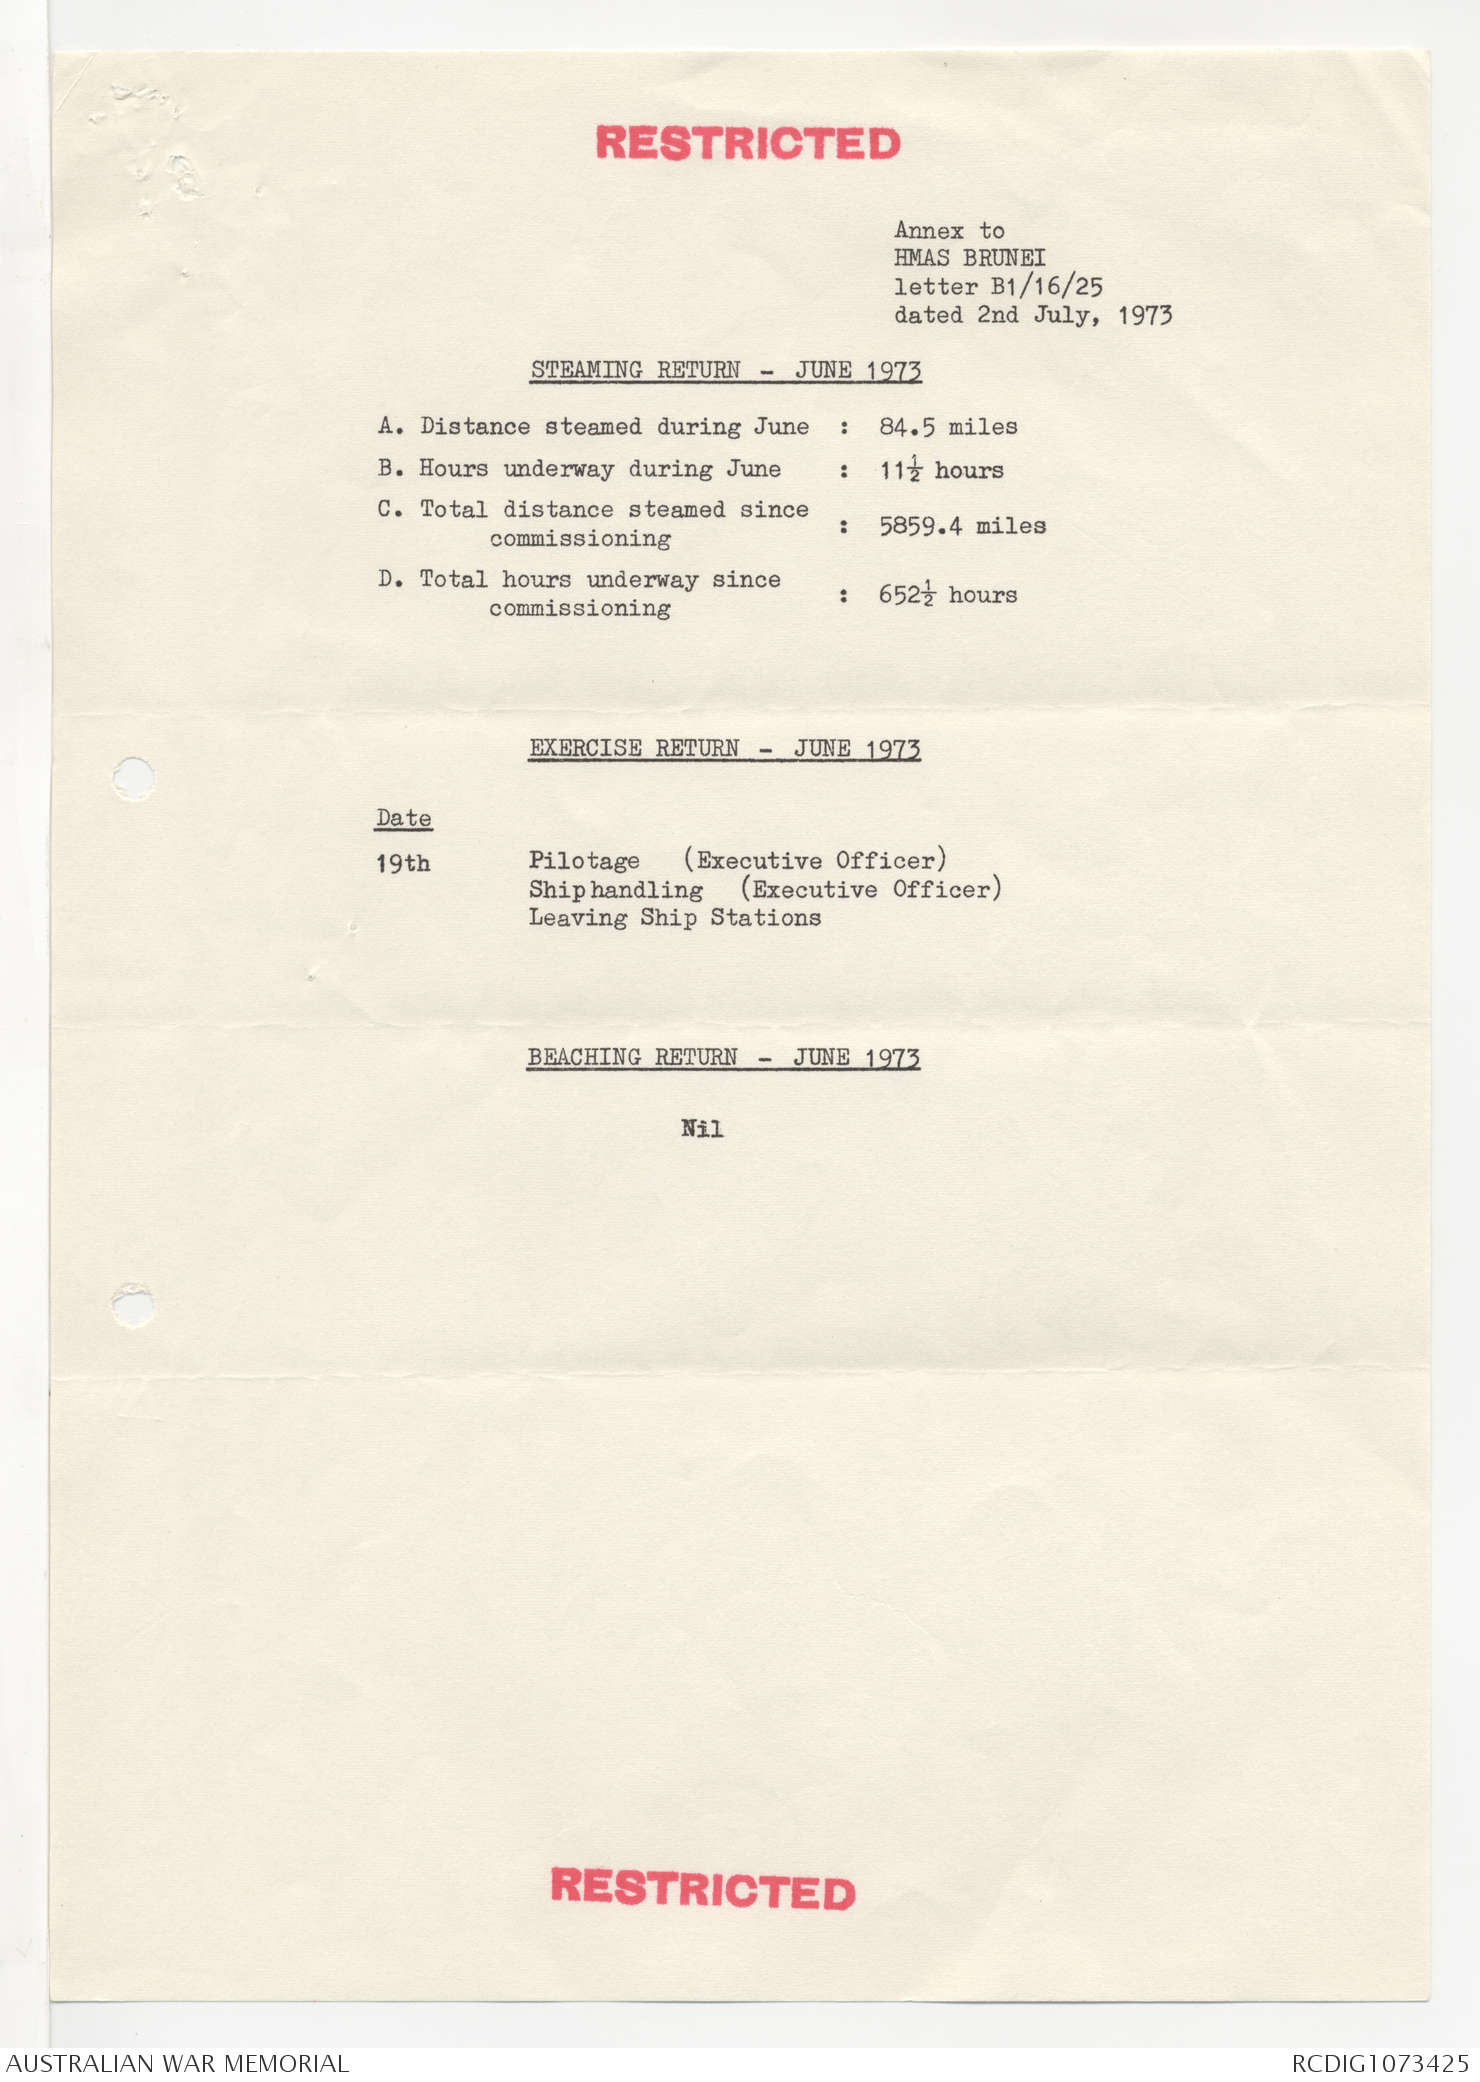 RESTRICTED
Annex to
HMAS BRUNEI
letter B1/16/25
dated 2nd July, 1973
STEAMING RETURN - JUNE 1973
A. Distance steamed during June : 84.5 miles
B. Hours underway during June : 11½ hours
C. Total distance steamed since
commissioning : 5859.4 miles
D. Total hours underway since
commissioning : 652½ hours
EXERCISE RETURN - JUNE 1973
Date
19th Pilotage (Executive Officer)
Shiphandling (Executive Officer)
Leaving Ship Stations
BEACHING RETURN - JUNE 1973
Nil
RESTRICTED
AUSTRALIAN WAR MEMORIAL RCDIG1073425